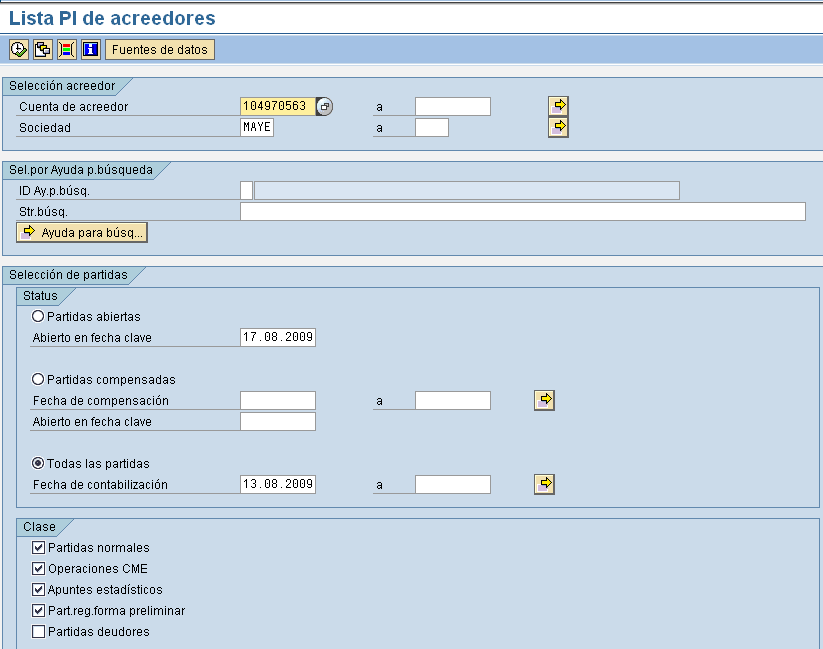 Lista PI de acreedores
Fuentes de datos
Selección acreedor
Cuenta de acreedor 104970563 a
Sociedad MAYE a
Sel.por Ayuda p.búsqueda
ID Ay.p.búsq.
Str.búsq.
Ayuda para búsq...
Selección de partidas
Status
Partidas abiertas
Abierto en fecha clave 17.08.2009
Partidas compensadas
Fecha de compensación a
Abierto en fecha clave
Todas las partidas
Fecha de contabilización 13.08.2009 a
Clase
Partidas normales
Operaciones CME
Apuntes estadísticos
Part.reg.forma preliminar
Partidas deudores